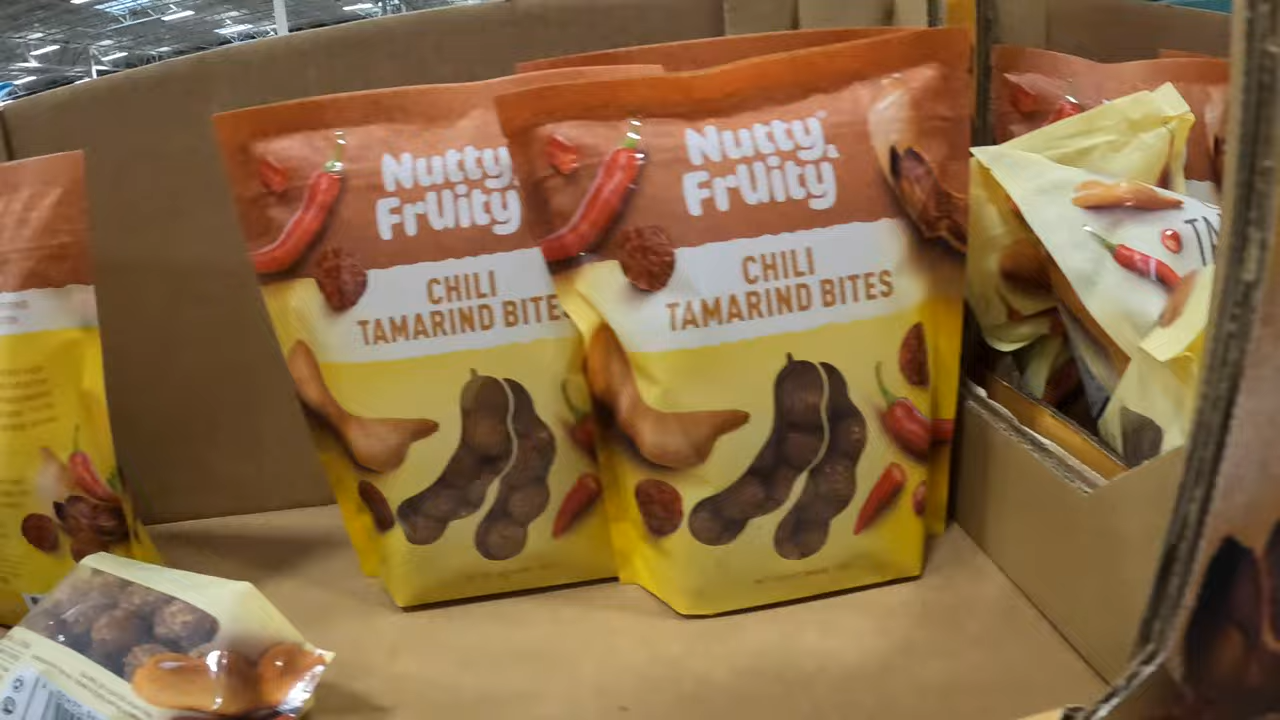 Nutty,
Fruity
CHILI
TAMARIND BITES
Nutty,
Fruity
CHILI
TAMARIND BITES